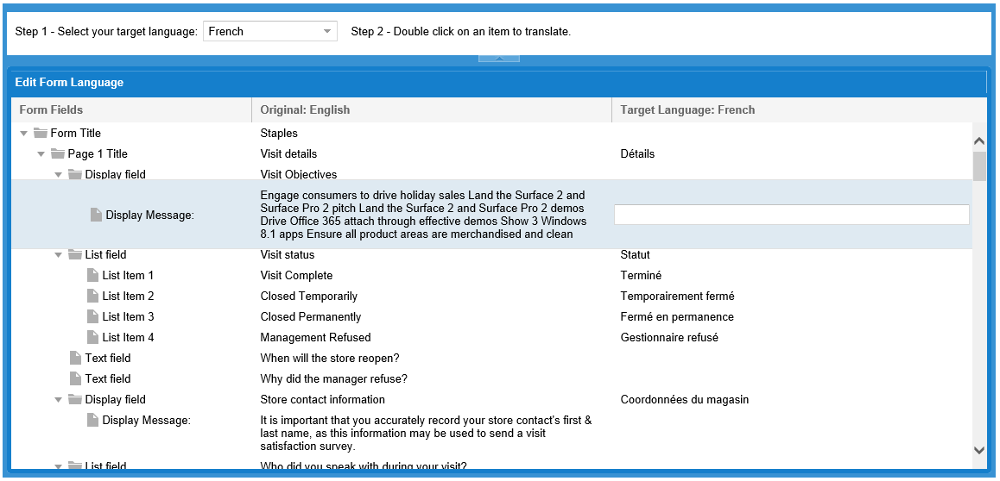 Step 1 - Select your target language: French Step 2 - Double click on an item to translate.
Edit Form Language
Form Fields Original: English Target Language: French
Form Title Staples
Page 1 Title Visit details Détails
Display field Visit Objectives
Display Message: Engage consumers to drive holiday sales Land the Surface 2 and
Surface Pro 2 pitch Land the Surface 2 and Surface Pro 2 demos
Drive Office 365 attach through effective demos Show 3 Windows
8.1 apps Ensure all product areas are merchandised and clean
List field Visit status Statut
List Item 1 Visit Complete Terminé
List Item 2 Closed Temporarily Temporairement fermé
List Item 3 Closed Permanently Fermé en permanence
List Item 4 Management Refused Gestionnaire refusé
Text field When will the store reopen?
Text field Why did the manager refuse?
Display field Store contact information Coordonnées du magasin
Display Message: It is important that you accurately record your store contact's first &
last name, as this information may be used to send a visit
satisfaction survey.
List field Who did you speak with during your visit?